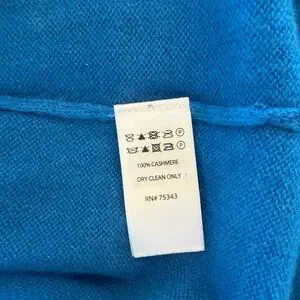 100% CASHMERE
DRY CLEAN ONLY
RN# 75343